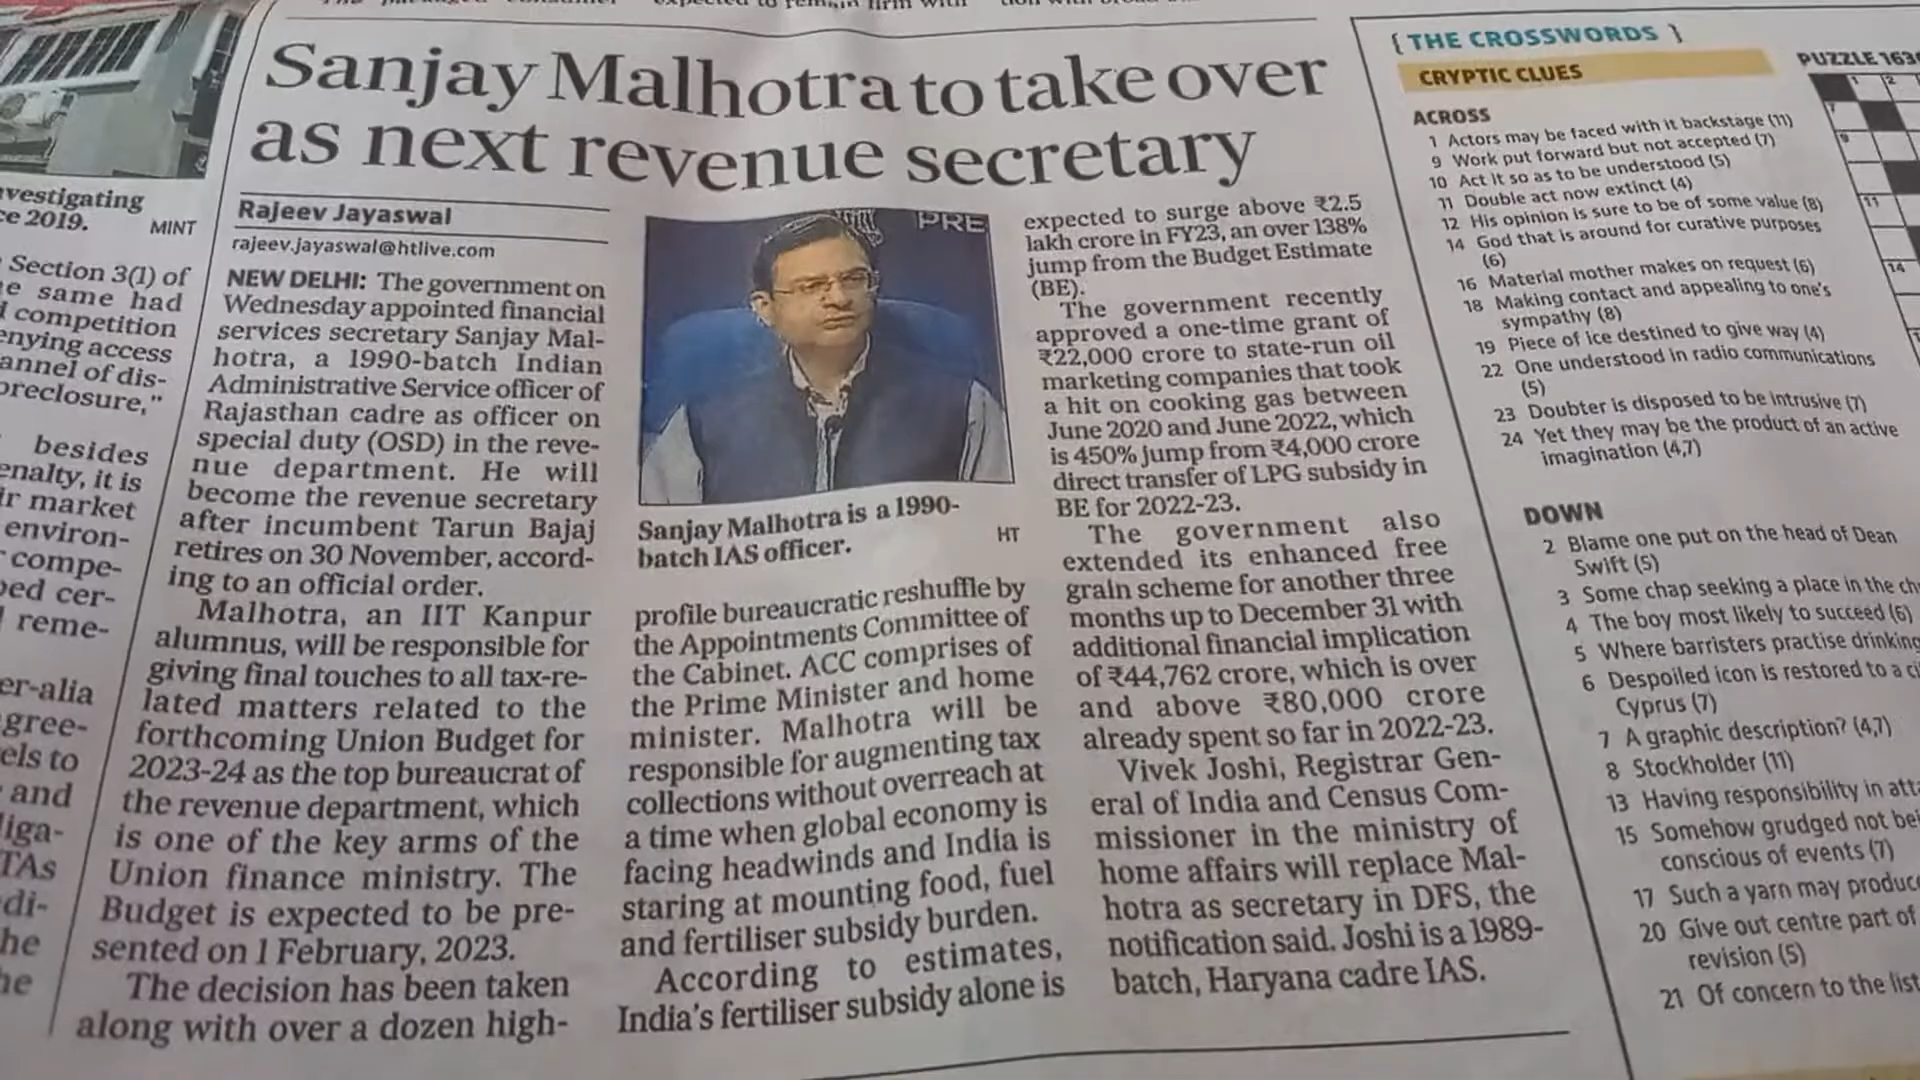 expected to remain firm with
Sanjay Malhotra to take over
as next revenue secretary
Rajeev Jayaswal
rajeev.jayaswal@htlive.com
NEW DELHI: The government on
Wednesday appointed financial
services secretary Sanjay Mal-
hotra, a 1990-batch Indian
Administrative Service officer of
Rajasthan cadre as officer on
special duty (OSD) in the reve-
nue department. He will
become the revenue secretary
after incumbent Tarun Bajaj
retires on 30 November, accord-
ing to an official order.
Malhotra, an IIT Kanpur
alumnus, will be responsible for
giving final touches to all tax-re-
lated matters related to the
forthcoming Union Budget for
2023-24 as the top bureaucrat of
the revenue department, which
is one of the key arms of the
Union finance ministry. The
Budget is expected to be pre-
sented on 1 February, 2023.
The decision has been taken
along with over a dozen high-
PRE
Sanjay Malhotra is a 1990-
batch IAS officer.
HT
profile bureaucratic reshuffle by
the Appointments Committee of
the Cabinet. ACC comprises of
the Prime Minister and home
minister. Malhotra will be
responsible for augmenting tax
collections without overreach at
a time when global economy is
facing headwinds and India is
staring at mounting food, fuel
and fertiliser subsidy burden.
According to estimates,
India's fertiliser subsidy alone is
expected to surge above ₹2.5
lakh crore in FY23, an over 138%
jump from the Budget Estimate
(BE).
The government recently
approved a one-time grant of
₹22,000 crore to state-run oil
marketing companies that took
a hit on cooking gas between
June 2020 and June 2022, which
is 450% jump from ₹4,000 crore
direct transfer of LPG subsidy in
BE for 2022-23.
The government also
extended its enhanced free
grain scheme for another three
months up to December 31 with
additional financial implication
of ₹44,762 crore, which is over
and above ₹80,000 crore
already spent so far in 2022-23.
Vivek Joshi, Registrar Gen-
eral of India and Census Com-
missioner in the ministry of
home affairs will replace Mal-
hotra as secretary in DFS, the
notification said. Joshi is a 1989-
batch, Haryana cadre IAS.
vestigating
ce 2019.
MINT
Section 3(1) of
e same had
competition
enying access
annel of dis-
oreclosure,"
besides
enalty, it is
ir market
environ-
compe-
ped cer-
reme-
er-alia
gree-
els to
and
liga-
TAs
di-
he
he
{ THE CROSSWORDS }
CRYPTIC CLUES
PUZZLE 163
ACROSS
1 Actors may be faced with it backstage (11)
9 Work put forward but not accepted (7)
10 Act it so as to be understood (5)
11 Double act now extinct (4)
12 His opinion is sure to be of some value (8)
14 God that is around for curative purposes
(6)
16 Material mother makes on request (6)
18 Making contact and appealing to one's
sympathy (8)
19 Piece of ice destined to give way (4)
22 One understood in radio communications
(5)
23 Doubter is disposed to be intrusive (7)
24 Yet they may be the product of an active
imagination (4,7)
DOWN
2 Blame one put on the head of Dean
Swift (5)
3 Some chap seeking a place in the ch
4 The boy most likely to succeed (6)
5 Where barristers practise drinking
6 Despoiled icon is restored to a ci
Cyprus (7)
7 A graphic description? (4,7)
8 Stockholder (11)
13 Having responsibility in atta
15 Somehow grudged not bei
conscious of events (7)
17 Such a yarn may produce
20 Give out centre part of
revision (5)
21 Of concern to the list
1 2
7
9
11
14